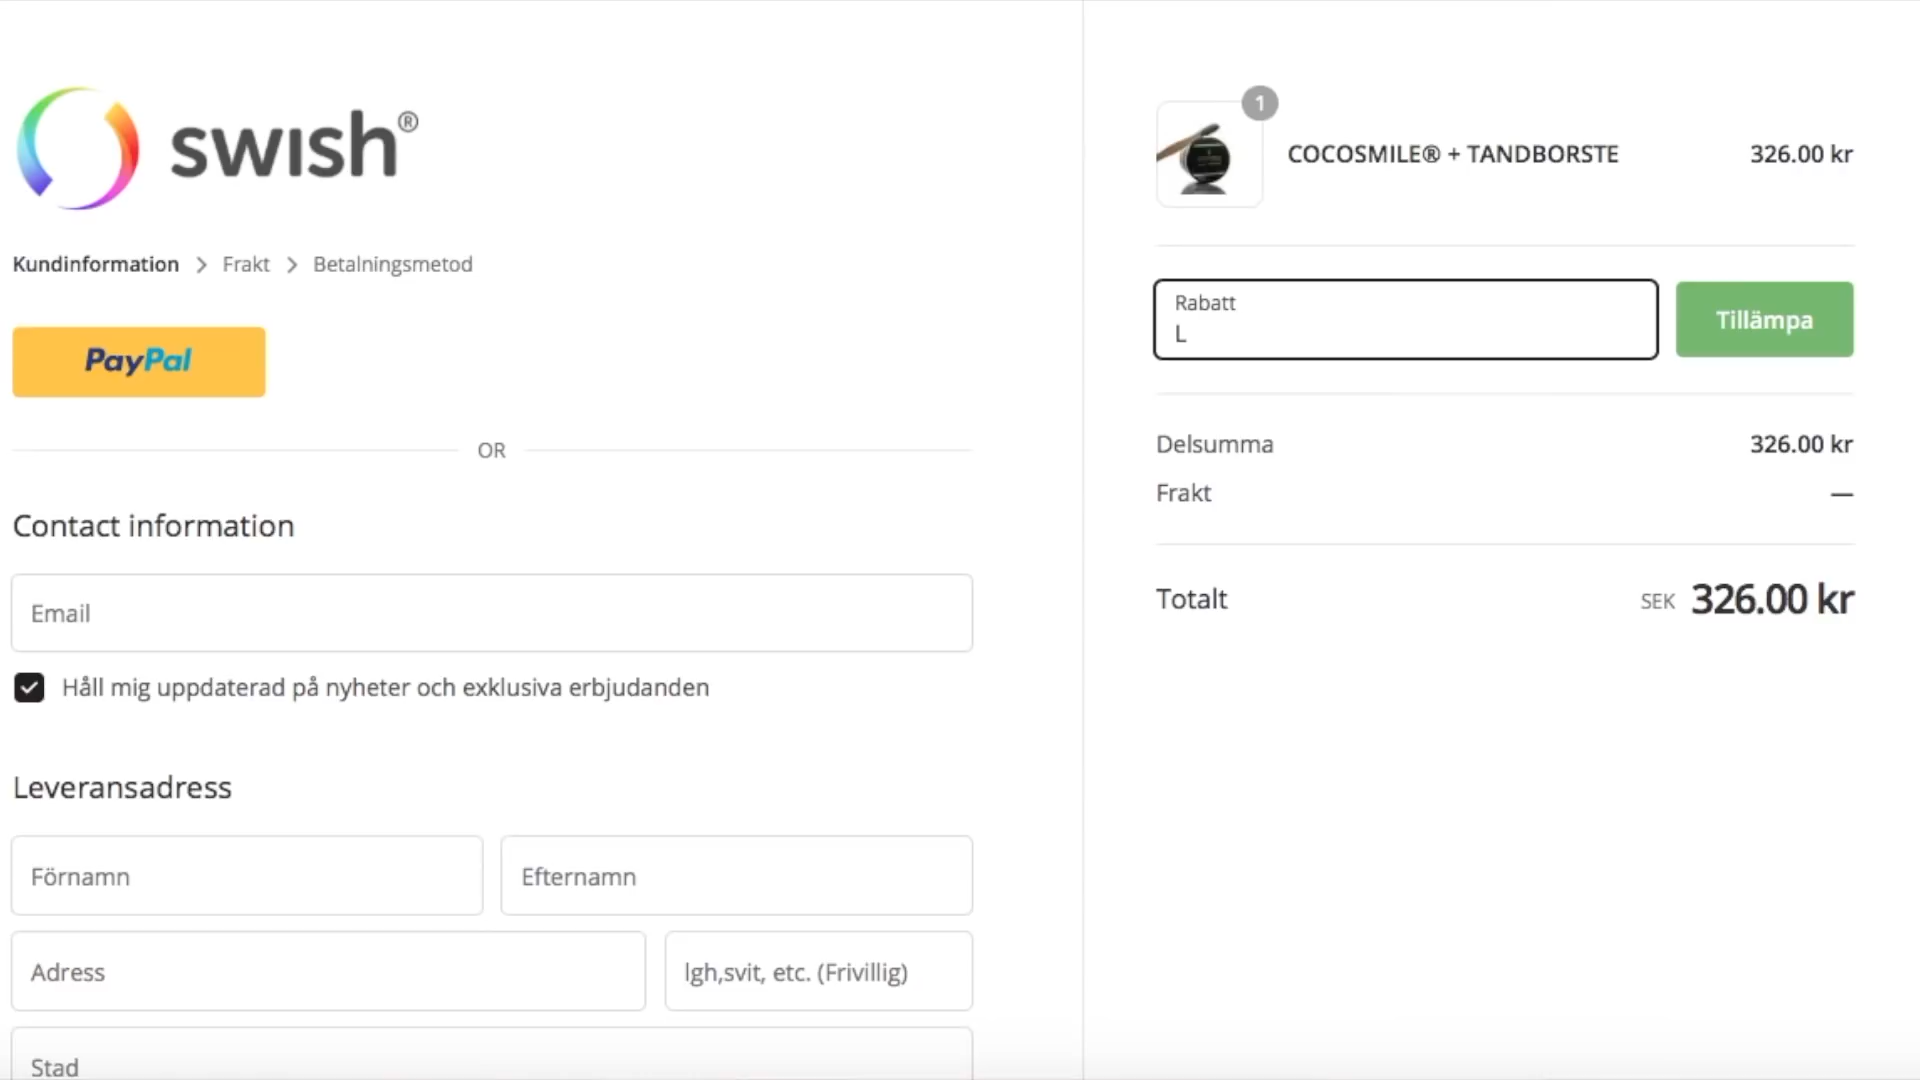 swish®
Kundinformation > Frakt > Betalningsmetod
PayPal
OR
Contact information
Email
Håll mig uppdaterad på nyheter och exklusiva erbjudanden
Leveransadress
Förnamn
Efternamn
Adress
lgh,svit, etc. (Frivillig)
Stad
1
COCOSMILE® + TANDBORSTE 326.00 kr
Rabatt
L
Tillämpa
Delsumma 326.00 kr
Frakt —
Totalt SEK 326.00 kr